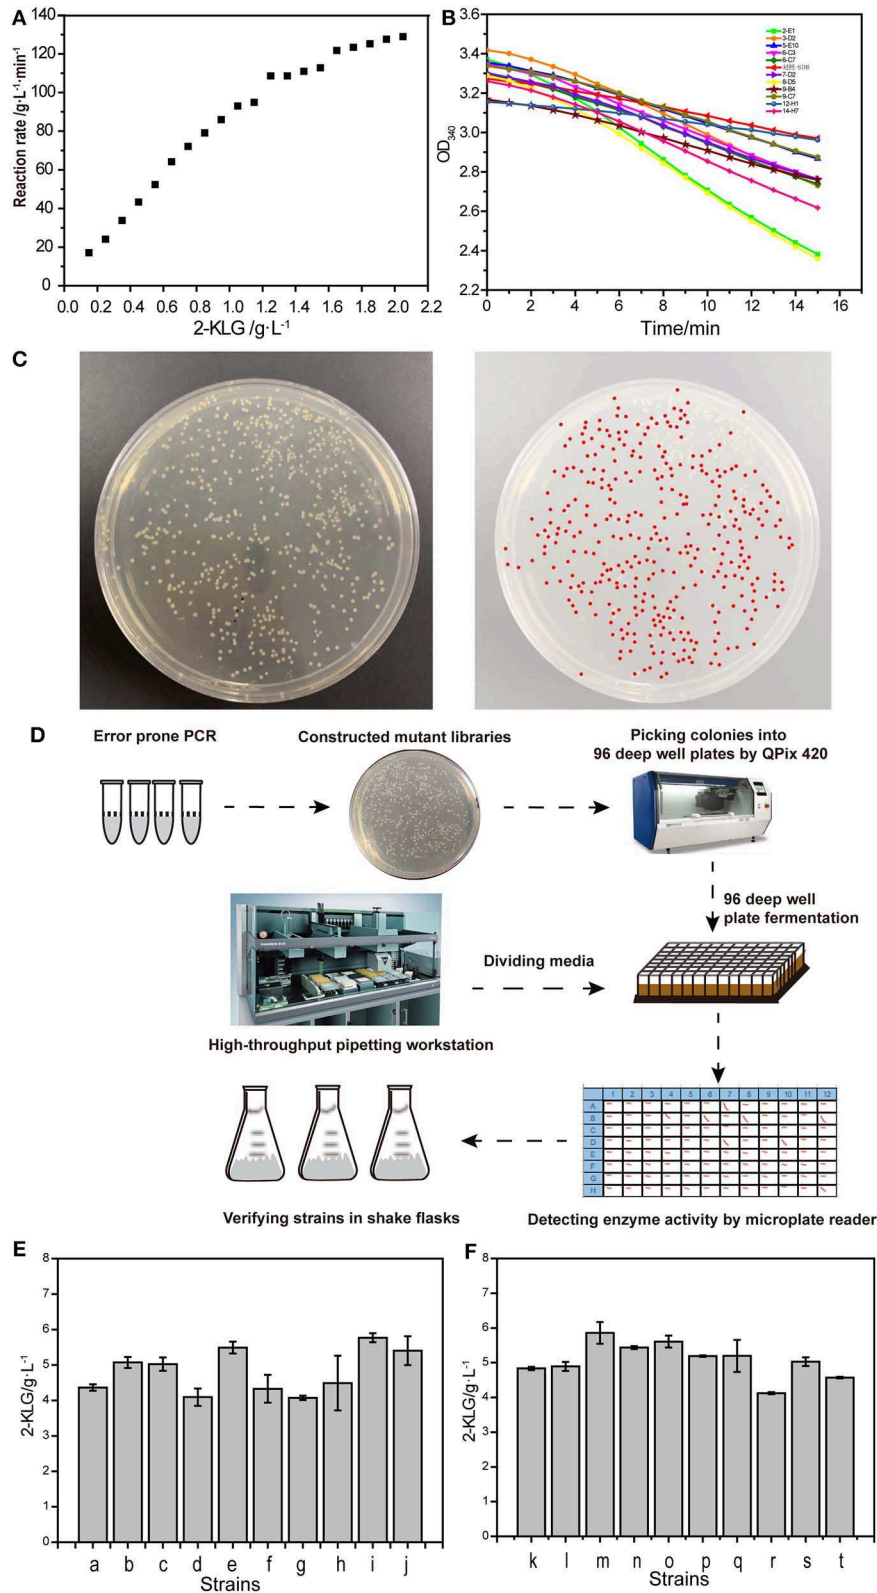 A
Reaction rate /g·L⁻¹·min⁻¹
140
120
100
80
60
40
20
0
0.0 0.2 0.4 0.6 0.8 1.0 1.2 1.4 1.6 1.8 2.0 2.2
2-KLG /g·L⁻¹
B
OD₃₄₀
3.6
3.4
3.2
3.0
2.8
2.6
2.4
2.2
0 2 4 6 8 10 12 14 16
Time/min
2-E1
3-D2
5-E10
6-C3
6-C7
对照-SDH
7-D2
8-D5
9-B4
9-C7
12-H1
14-H7
C
D
Error prone PCR
Constructed mutant libraries
Picking colonies into
96 deep well plates by QPix 420
96 deep well
plate fermentation
Dividing media
High-throughput pipetting workstation
1 2 3 4 5 6 7 8 9 10 11 12
A
B
C
D
E
F
G
H
Verifying strains in shake flasks
Detecting enzyme activity by microplate reader
E
2-KLG/g·L⁻¹
8
7
6
5
4
3
2
1
0
a b c d e f g h i j
Strains
F
2-KLG/g·L⁻¹
8
7
6
5
4
3
2
1
0
k l m n o p q r s t
Strains